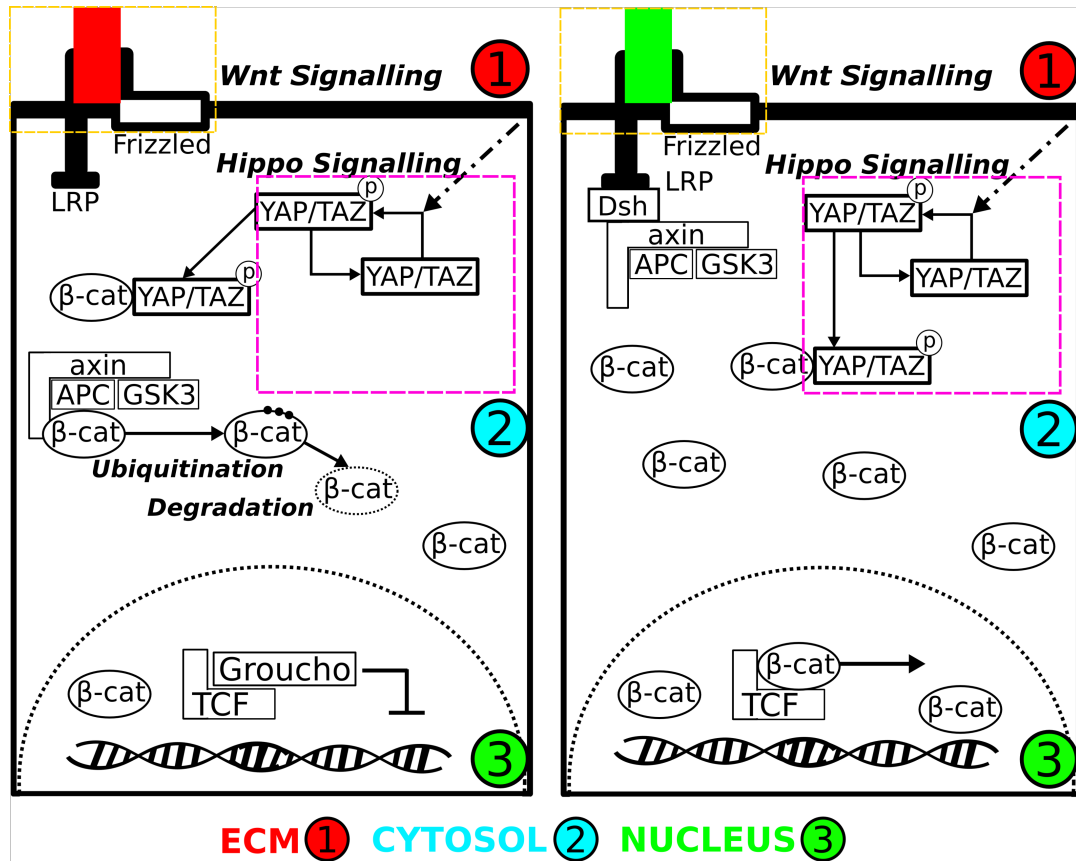 Wnt Signalling
1
Frizzled
Hippo Signalling
LRP
p
YAP/TAZ
YAP/TAZ
p
β-cat
YAP/TAZ
axin
APC
GSK3
β-cat
β-cat
2
Ubiquitination
β-cat
Degradation
β-cat
Groucho
β-cat
TCF
3
Wnt Signalling
1
Frizzled
Hippo Signalling
LRP
p
Dsh
YAP/TAZ
axin
APC
GSK3
YAP/TAZ
p
β-cat
β-cat
YAP/TAZ
2
β-cat
β-cat
β-cat
β-cat
β-cat
TCF
β-cat
3
ECM 1 CYTOSOL 2 NUCLEUS 3